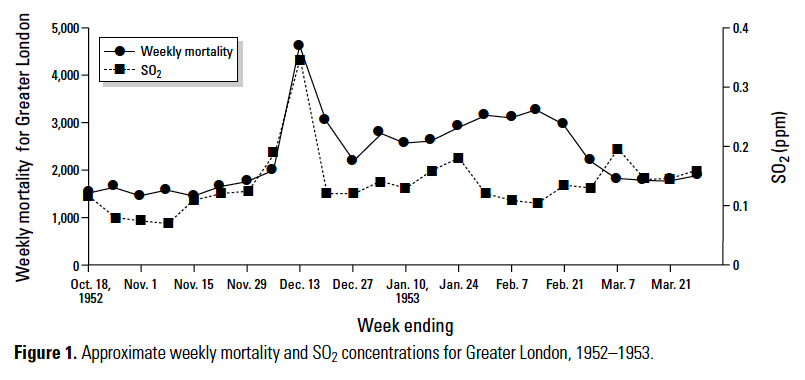 5,000
4,000
3,000
2,000
1,000
0
Weekly mortality for Greater London
Weekly mortality
SO₂
0.4
0.3
0.2
0.1
0
SO₂ (ppm)
Oct. 18, Nov. 1 Nov. 15 Nov. 29 Dec. 13 Dec. 27 Jan. 10, Jan. 24 Feb. 7 Feb. 21 Mar. 7 Mar. 21
1952 1953
Week ending
Figure 1. Approximate weekly mortality and SO₂ concentrations for Greater London, 1952–1953.